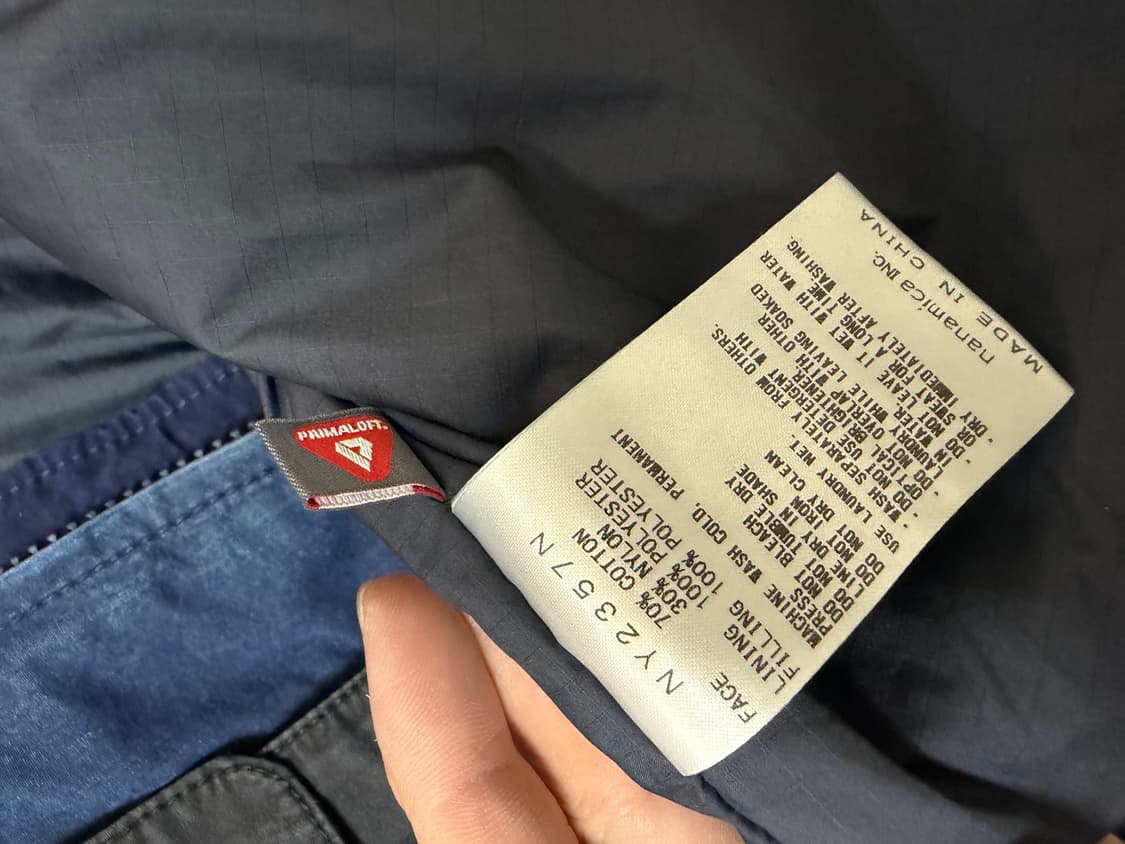 PRIMALOFT.
NY2357N
FACE 70% COTTON
30% NYLON
LINING 100% POLYESTER
FILLING 100% POLYESTER
MACHINE WASH COLD, PERMANENT
PRESS
DO NOT BLEACH
DO NOT TUMBLE DRY
LINE DRY IN SHADE
DO NOT IRON
DO NOT DRY CLEAN
USE LAUNDRY NET.
- WASH SEPARATELY FROM OTHERS.
- DO NOT USE DETERGENT WITH
OPTICAL BRIGHTENER
- DO NOT OVERLAP WITH OTHER
LAUNDRY WHILE LEAVING SOAKED
IN WATER.
- DO NOT LEAVE IT WET WITH WATER
OR SWEAT FOR A LONG TIME
- DRY IMMEDIATELY AFTER WASHING.
nanamica INC.
MADE IN CHINA